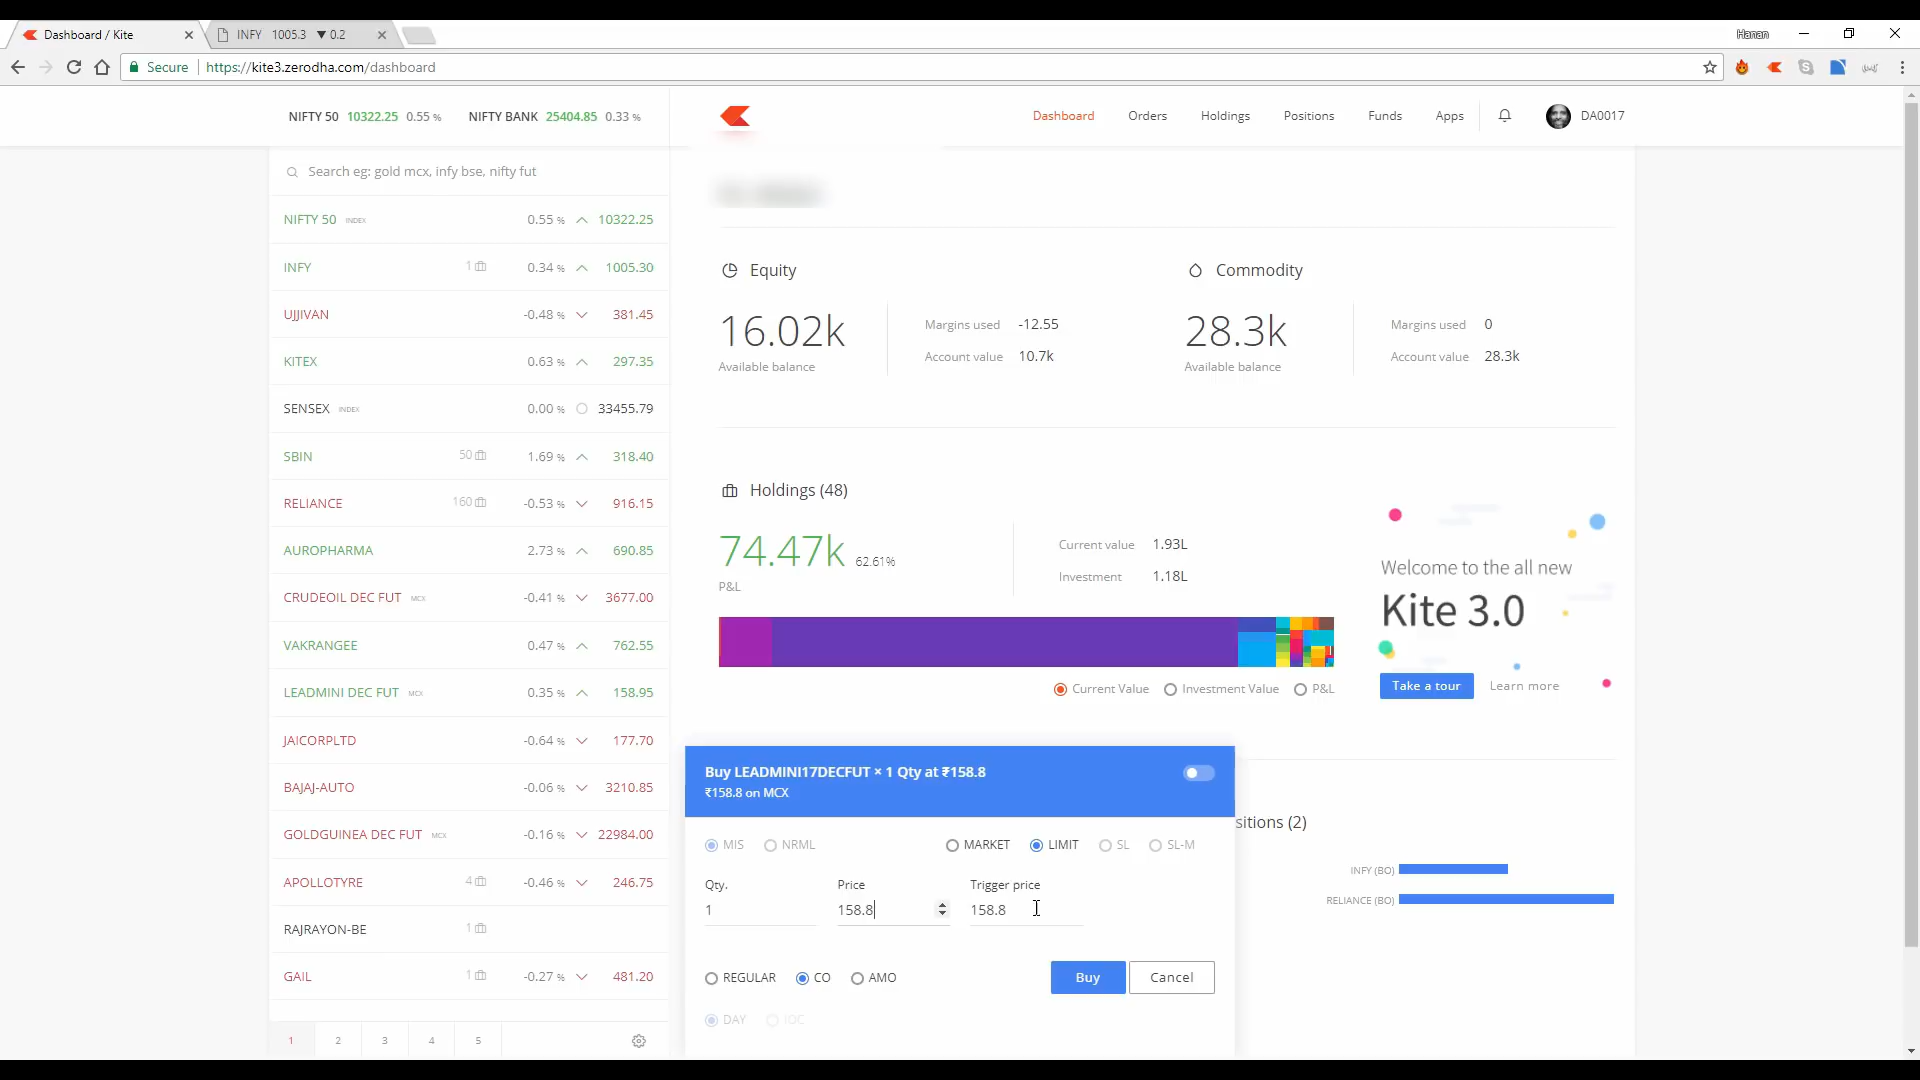 Dashboard / Kite
INFY 1005.3 ▼ 0.2
Hanan
Secure https://kite3.zerodha.com/dashboard
NIFTY 50 10322.25 0.55 %
NIFTY BANK 25404.85 0.33 %
Dashboard
Orders
Holdings
Positions
Funds
Apps
DA0017
Search eg: gold mcx, infy bse, nifty fut
NIFTY 50 INDEX 0.55 % 10322.25
INFY 1 0.34 % 1005.30
UJJIVAN -0.48 % 381.45
KITEX 0.63 % 297.35
SENSEX INDEX 0.00 % 33455.79
SBIN 50 1.69 % 318.40
RELIANCE 160 -0.53 % 916.15
AUROPHARMA 2.73 % 690.85
CRUDEOIL DEC FUT MCX -0.41 % 3677.00
VAKRANGEE 0.47 % 762.55
LEADMINI DEC FUT MCX 0.35 % 158.95
JAICORPLTD -0.64 % 177.70
BAJAJ-AUTO -0.06 % 3210.85
GOLDGUINEA DEC FUT MCX -0.16 % 22984.00
APOLLOTYRE 4 -0.46 % 246.75
RAJRAYON-BE 1
GAIL 1 -0.27 % 481.20
1 2 3 4 5
Equity
16.02k
Available balance
Margins used -12.55
Account value 10.7k
Commodity
28.3k
Available balance
Margins used 0
Account value 28.3k
Holdings (48)
74.47k 62.61%
P&L
Current value 1.93L
Investment 1.18L
Current Value Investment Value P&L
Welcome to the all new
Kite 3.0
Take a tour Learn more
sitions (2)
INFY (BO)
RELIANCE (BO)
Buy LEADMINI17DECFUT × 1 Qty at ₹158.8
₹158.8 on MCX
MIS NRML MARKET LIMIT SL SL-M
Qty. Price Trigger price
1 158.8 158.8
REGULAR CO AMO
Buy Cancel
DAY IOC